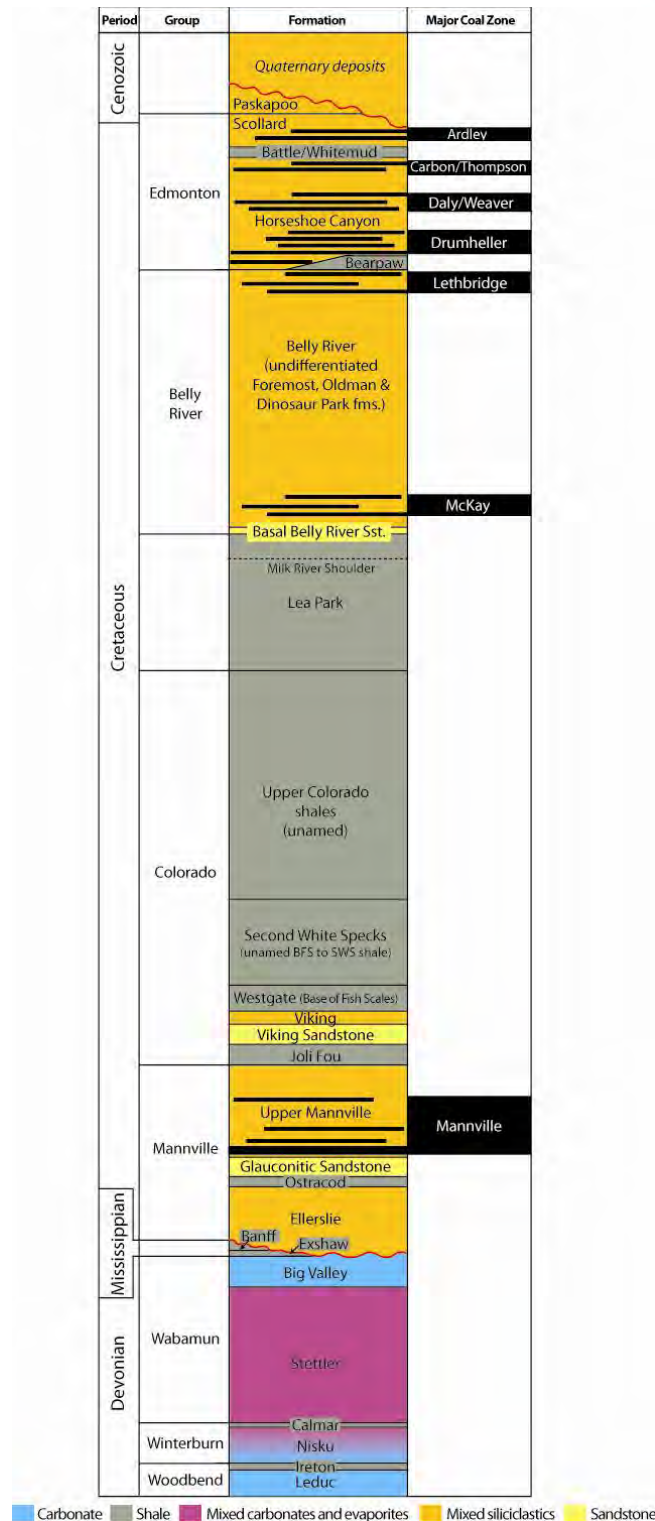 Period Group Formation Major Coal Zone
Cenozoic
Quaternary deposits
Paskapoo
Cretaceous
Edmonton
Scollard
Ardley
Battle/Whitemud
Carbon/Thompson
Daly/Weaver
Horseshoe Canyon
Drumheller
Bearpaw
Lethbridge
Belly
River
Belly River
(undifferentiated
Foremost, Oldman &
Dinosaur Park fms.)
McKay
Basal Belly River Sst.
Milk River Shoulder
Lea Park
Colorado
Upper Colorado
shales
(unamed)
Second White Specks
(unamed BFS to SWS shale)
Westgate (Base of Fish Scales)
Viking
Viking Sandstone
Joli Fou
Mannville
Upper Mannville
Mannville
Glauconitic Sandstone
Ostracod
Ellerslie
Mississippian
Banff
Exshaw
Big Valley
Devonian
Wabamun
Stettler
Calmar
Winterburn
Nisku
Ireton
Woodbend
Leduc
Carbonate Shale Mixed carbonates and evaporites Mixed siliciclastics Sandstone